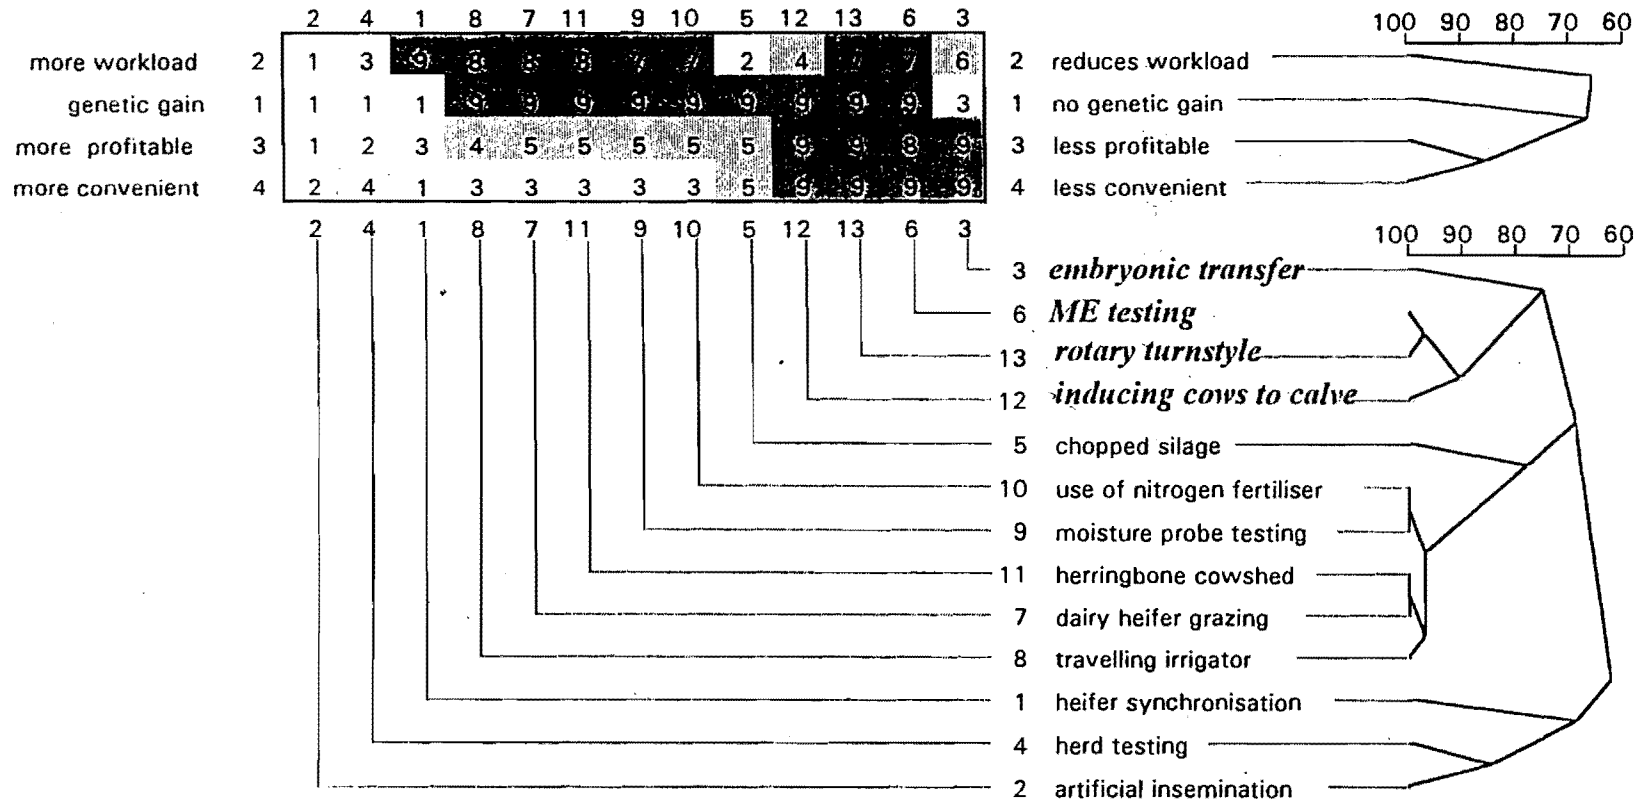 2 4 1 8 7 11 9 10 5 12 13 6 3 100 90 80 70 60
more workload 2 1 3 9 8 8 8 7 7 2 4 7 7 6 2 reduces workload
genetic gain 1 1 1 1 9 9 9 9 9 9 9 9 9 3 1 no genetic gain
more profitable 3 1 2 3 4 5 5 5 5 5 9 9 8 9 3 less profitable
more convenient 4 2 4 1 3 3 3 3 3 5 9 9 9 9 4 less convenient
2 4 1 8 7 11 9 10 5 12 13 6 3 100 90 80 70 60
3 embryonic transfer
6 ME testing
13 rotary turnstyle
12 inducing cows to calve
5 chopped silage
10 use of nitrogen fertiliser
9 moisture probe testing
11 herringbone cowshed
7 dairy heifer grazing
8 travelling irrigator
1 heifer synchronisation
4 herd testing
2 artificial insemination